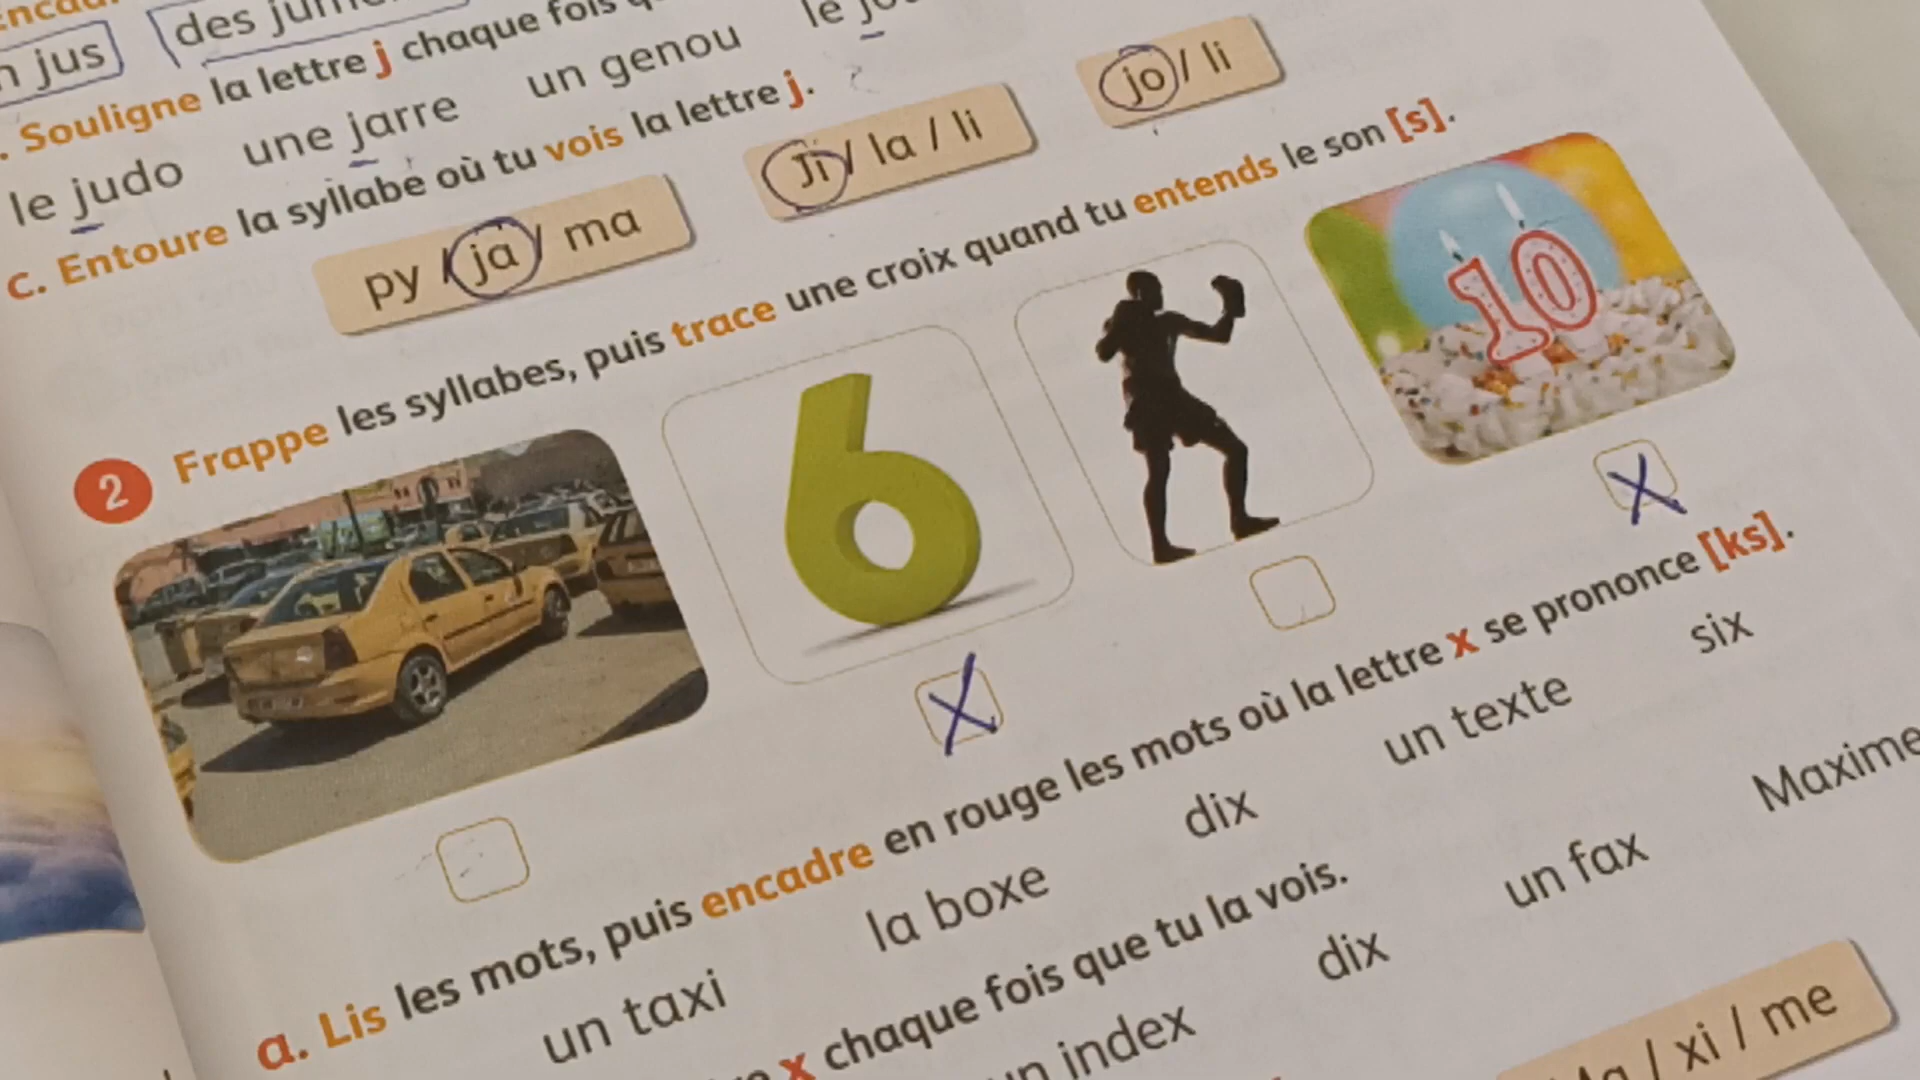 jus
des
Souligne la lettre j chaque fois
le judo une jarre un genou le
c. Entoure la syllabe où tu vois la lettre j.
py / ja / ma
Ji / la / li
jo / li
2 Frappe les syllabes, puis trace une croix quand tu entends le son [s].
6
10
a. Lis les mots, puis encadre en rouge les mots où la lettre x se prononce [ks].
un taxi la boxe dix un texte six
x chaque fois que tu la vois.
index dix un fax Maxime
/ xi / me